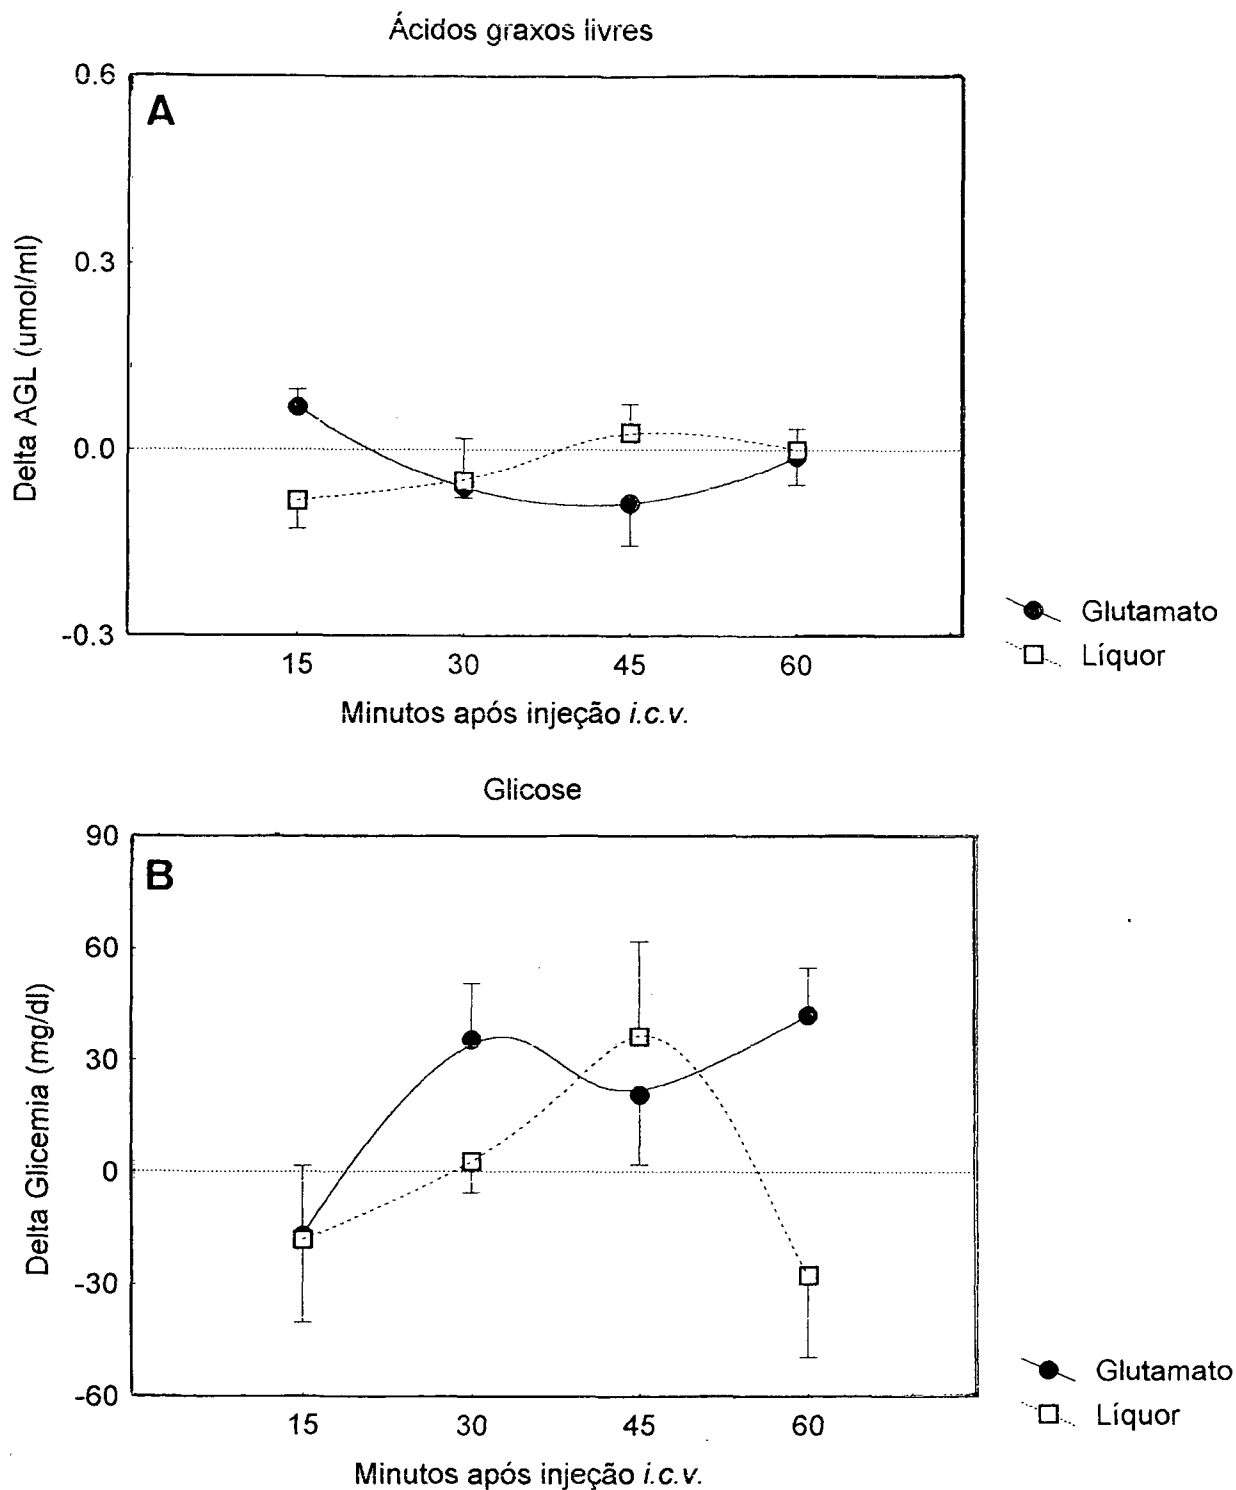 Ácidos graxos livres
A
0.6
0.3
0.0
-0.3
Delta AGL (umol/ml)
15 30 45 60
Minutos após injeção i.c.v.
Glutamato
Líquor
Glicose
B
90
60
30
0
-30
-60
Delta Glicemia (mg/dl)
15 30 45 60
Minutos após injeção i.c.v.
Glutamato
Líquor